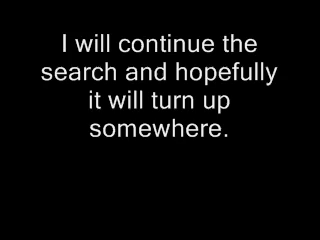 I will continue the
search and hopefully
it will turn up
somewhere.